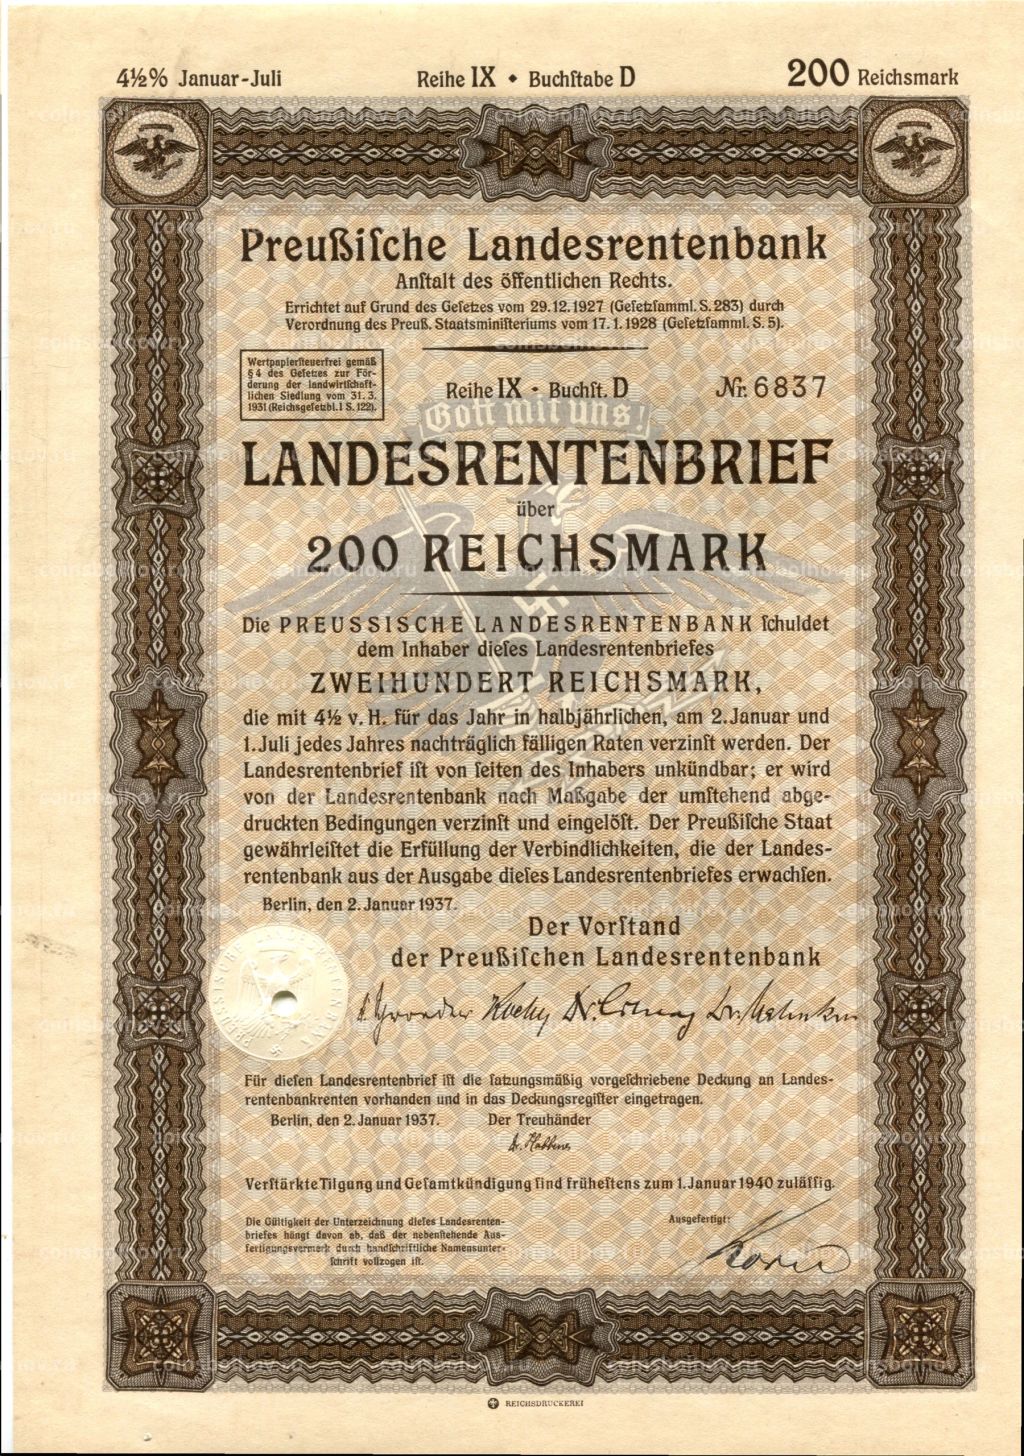 4½% Januar-Juli
Reihe IX • Buchſtabe D
200 Reichsmark
Preußiſche Landesrentenbank
Anſtalt des öffentlichen Rechts.
Errichtet auf Grund des Geſetzes vom 29.12.1927 (Geſetzſamml. S. 283) durch
Verordnung des Preuß. Staatsminiſteriums vom 17.1.1928 (Geſetzſamml. S. 5).
Wertpapierſteuerfrei gemäß
§ 4 des Geſetzes zur För-
derung der landwirtſchaft-
lichen Siedlung vom 31. 3.
1931 (Reichsgeſetzbl. I S. 122).
Reihe IX • Buchſt. D
Nr. 6837
Gott mit uns!
LANDESRENTENBRIEF
über
200 REICHSMARK
Die PREUSSISCHE LANDESRENTENBANK ſchuldet
dem Inhaber dieſes Landesrentenbriefes
ZWEIHUNDERT REICHSMARK,
die mit 4½ v. H. für das Jahr in halbjährlichen, am 2. Januar und
1. Juli jedes Jahres nachträglich fälligen Raten verzinſt werden. Der
Landesrentenbrief iſt von ſeiten des Inhabers unkündbar; er wird
von der Landesrentenbank nach Maßgabe der umſtehend abge-
druckten Bedingungen verzinſt und eingelöſt. Der Preußiſche Staat
gewährleiſtet die Erfüllung der Verbindlichkeiten, die der Landes-
rentenbank aus der Ausgabe dieſes Landesrentenbriefes erwachſen.
Berlin, den 2. Januar 1937.
Der Vorſtand
der Preußiſchen Landesrentenbank
PREUSSISCHE LANDESRENTENBANK
Für dieſen Landesrentenbrief iſt die ſatzungsmäßig vorgeſchriebene Deckung an Landes-
rentenbankrenten vorhanden und in das Deckungsregiſter eingetragen.
Berlin, den 2. Januar 1937.
Der Treuhänder
Verſtärkte Tilgung und Geſamtkündigung ſind früheſtens zum 1. Januar 1940 zuläſſig.
Die Gültigkeit der Unterzeichnung dieſes Landesrenten-
briefes hängt davon ab, daß der nebenſtehende Aus-
fertigungsvermerk durch handſchriftliche Namensunter-
ſchrift vollzogen iſt.
Ausgefertigt:
REICHSDRUCKEREI
coinsbolhov.ru